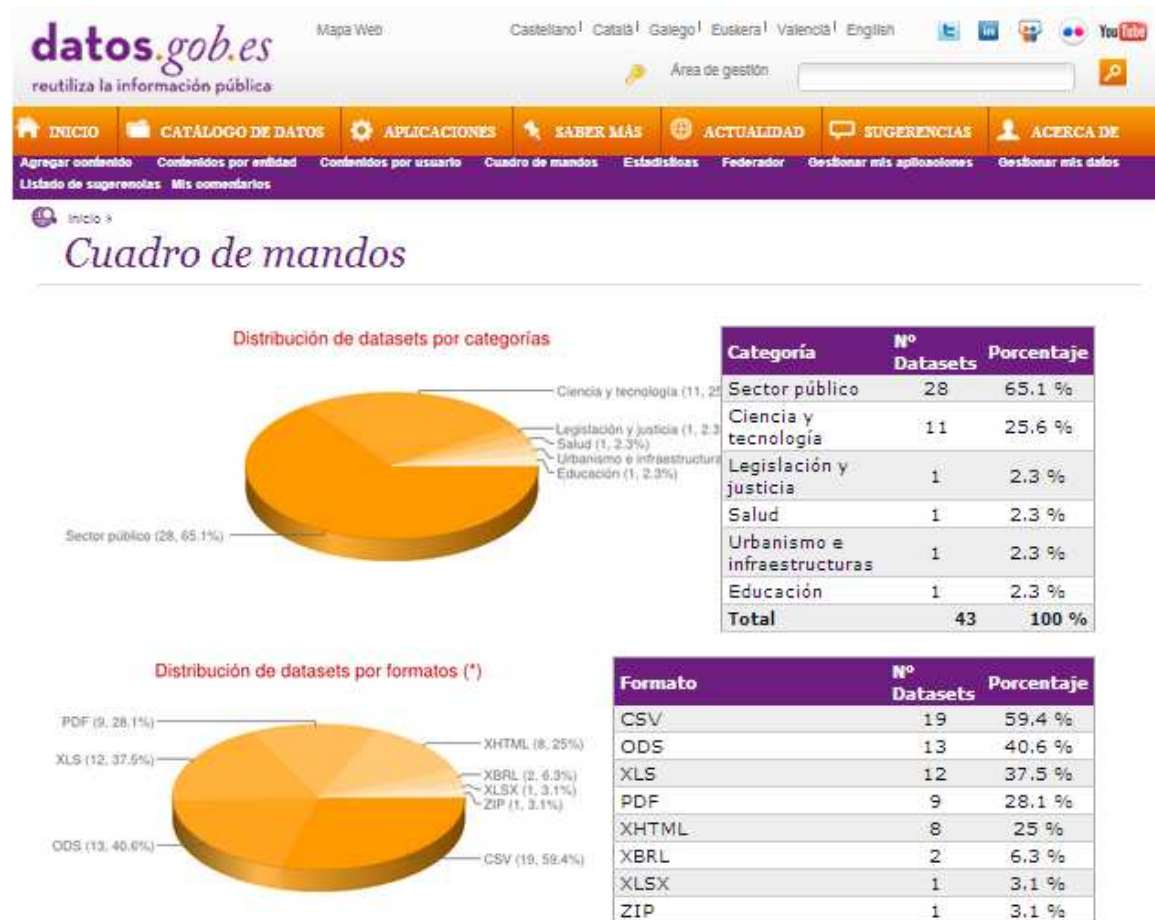 datos.gob.es
reutiliza la información pública
Mapa Web
Castellano Català Galego Euskera Valencià English
You Tube
Área de gestión
INICIO CATÁLOGO DE DATOS APLICACIONES SABER MÁS ACTUALIDAD SUGERENCIAS ACERCA DE
Agregar contenido Contenidos por entidad Contenidos por usuario Cuadro de mandos Estadísticas Federador Gestionar mis aplicaciones Gestionar mis datos
Listado de sugerencias Mis comentarios
Inicio »
Cuadro de mandos
Distribución de datasets por categorías
Ciencia y tecnología (11, 25
Legislación y justicia (1, 2.3
Salud (1, 2.3%)
Urbanismo e infraestructura
Educación (1, 2.3%)
Sector público (28, 65.1%)
Categoría Nº Datasets Porcentaje
Sector público 28 65.1 %
Ciencia y tecnología 11 25.6 %
Legislación y justicia 1 2.3 %
Salud 1 2.3 %
Urbanismo e infraestructuras 1 2.3 %
Educación 1 2.3 %
Total 43 100 %
Distribución de datasets por formatos (*)
PDF (9, 28.1%)
XLS (12, 37.5%)
ODS (13, 40.6%)
XHTML (8, 25%)
XBRL (2, 6.3%)
XLSX (1, 3.1%)
ZIP (1, 3.1%)
CSV (19, 59.4%)
Formato Nº Datasets Porcentaje
CSV 19 59.4 %
ODS 13 40.6 %
XLS 12 37.5 %
PDF 9 28.1 %
XHTML 8 25 %
XBRL 2 6.3 %
XLSX 1 3.1 %
ZIP 1 3.1 %